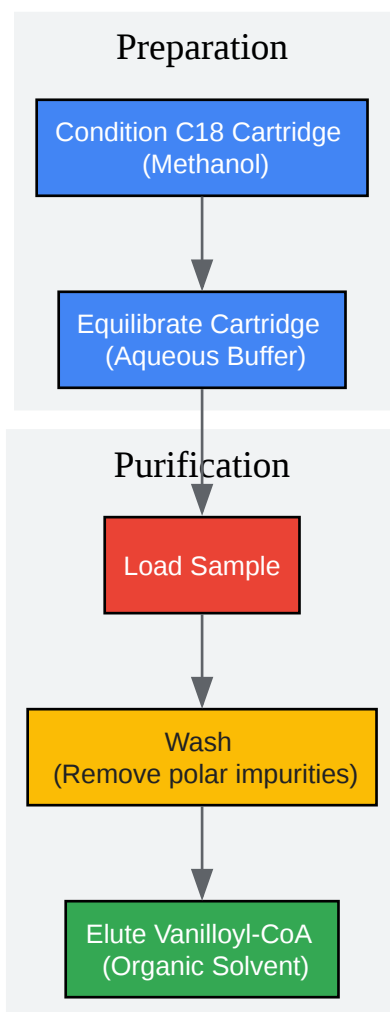 Preparation
Condition C18 Cartridge
(Methanol)
Equilibrate Cartridge
(Aqueous Buffer)
Purification
Load Sample
Wash
(Remove polar impurities)
Elute Vanilloyl-CoA
(Organic Solvent)